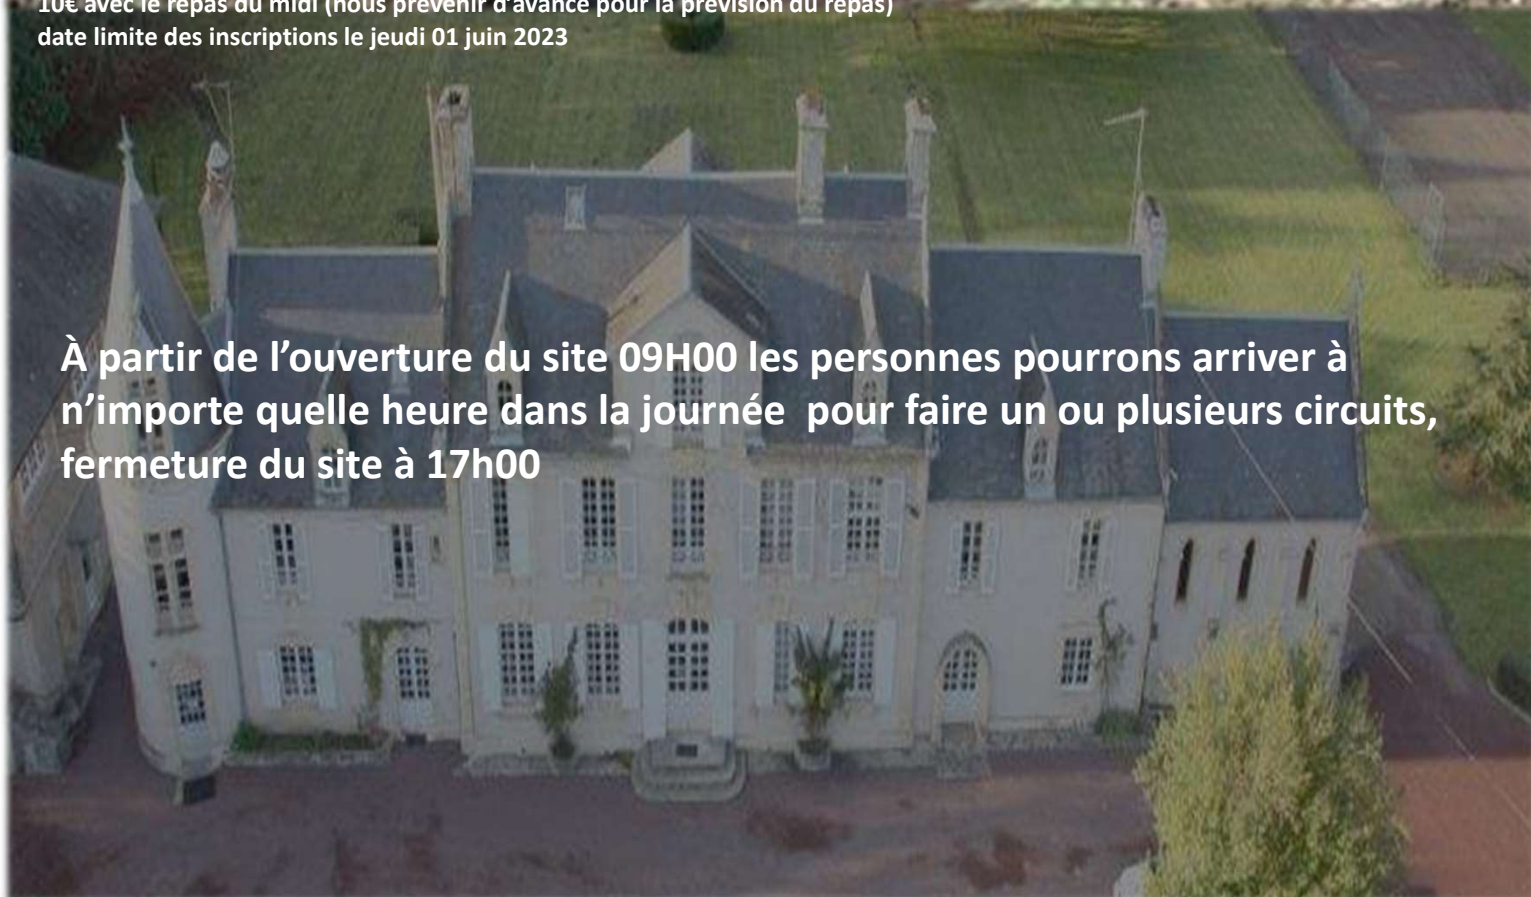 10€ avec le repas du midi (nous prévenir d'avance pour la prévision du repas)
date limite des inscriptions le jeudi 01 juin 2023
À partir de l’ouverture du site 09H00 les personnes pourrons arriver à
n’importe quelle heure dans la journée  pour faire un ou plusieurs circuits,
fermeture du site à 17h00